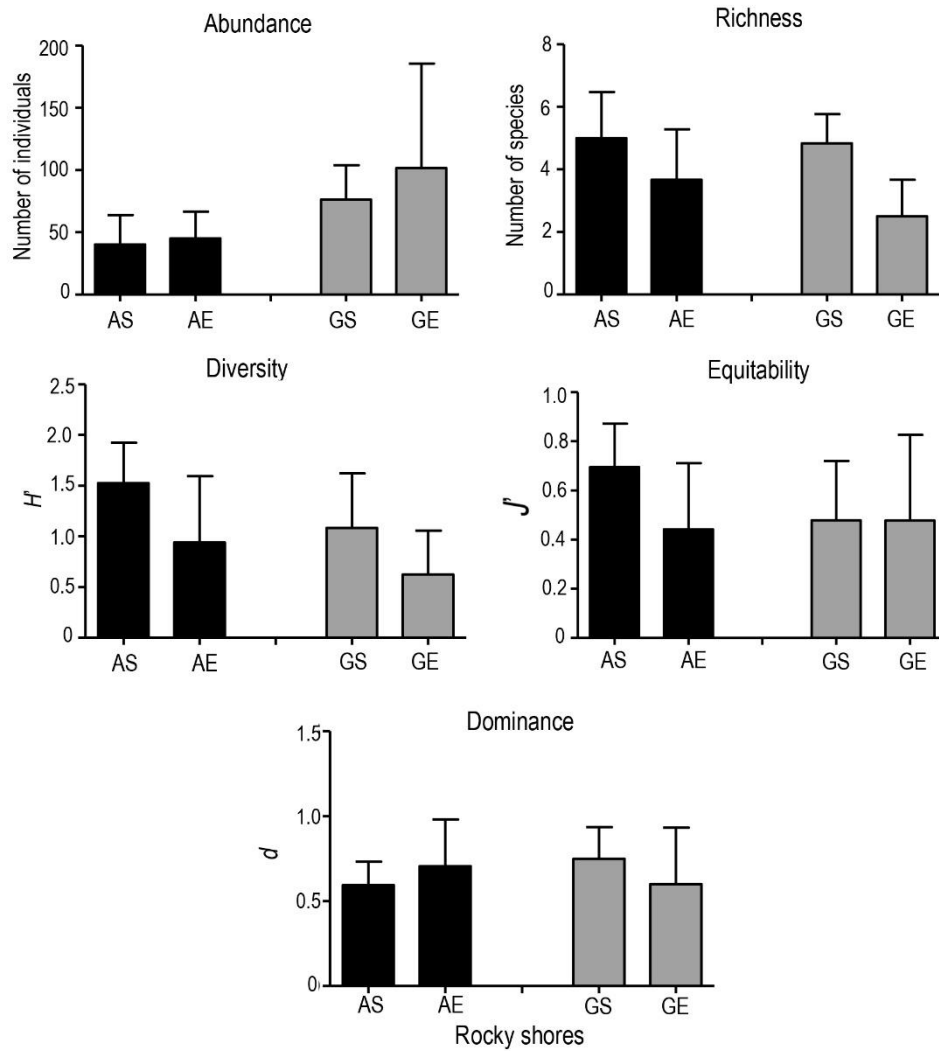 Abundance
Number of individuals
200
150
100
50
0
AS AE GS GE
Richness
Number of species
8
6
4
2
0
AS AE GS GE
Diversity
H'
2.5
2.0
1.5
1.0
0.5
0
AS AE GS GE
Equitability
J'
1.0
0.8
0.6
0.4
0.2
0
AS AE GS GE
Dominance
d
1.5
1.0
0.5
0
AS AE GS GE
Rocky shores